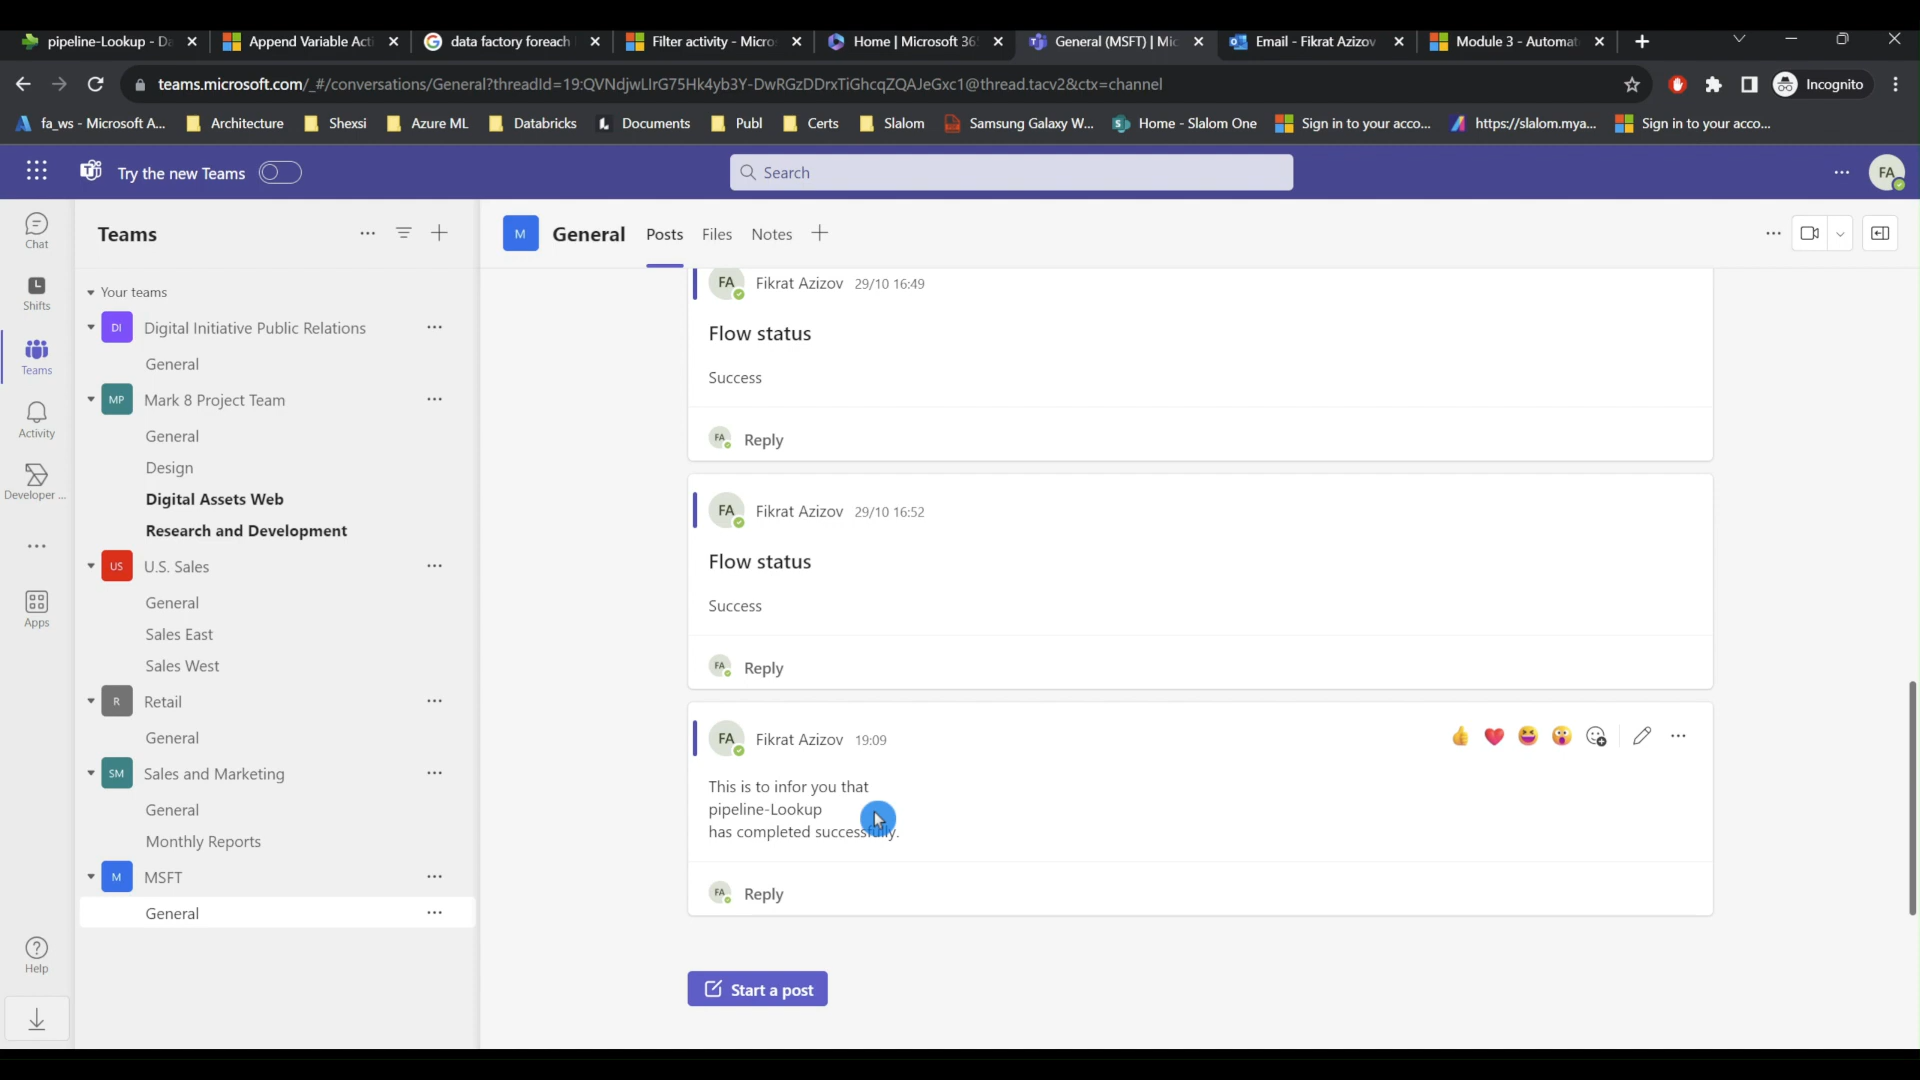 pipeline-Lookup - Da
Append Variable Acti
data factory foreach
Filter activity - Micro
Home | Microsoft 36
General (MSFT) | Mic
Email - Fikrat Azizov
Module 3 - Automat
teams.microsoft.com/_#/conversations/General?threadId=19:QVNdjwLIrG75Hk4yb3Y-DwRGzDDrxTiGhcqZQAJeGxc1@thread.tacv2&ctx=channel
Incognito
fa_ws - Microsoft A...
Architecture
Shexsi
Azure ML
Databricks
Documents
Publ
Certs
Slalom
Samsung Galaxy W...
Home - Slalom One
Sign in to your acco...
https://slalom.mya...
Sign in to your acco...
Try the new Teams
Search
FA
Chat
Shifts
Teams
Activity
Developer ...
Apps
Help
Teams
Your teams
DI Digital Initiative Public Relations
General
MP Mark 8 Project Team
General
Design
Digital Assets Web
Research and Development
US U.S. Sales
General
Sales East
Sales West
R Retail
General
SM Sales and Marketing
General
Monthly Reports
M MSFT
General
M General Posts Files Notes
FA Fikrat Azizov 29/10 16:49
Flow status
Success
FA Reply
FA Fikrat Azizov 29/10 16:52
Flow status
Success
FA Reply
FA Fikrat Azizov 19:09
This is to infor you that
pipeline-Lookup
has completed successfully.
FA Reply
Start a post